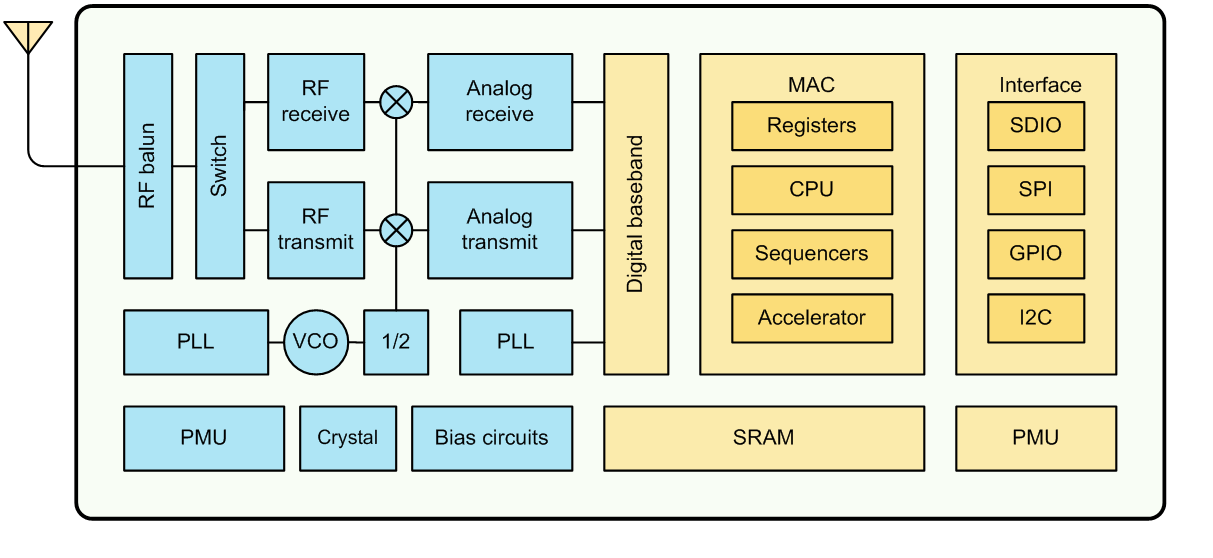 RF balun
Switch
RF
receive
Analog
receive
RF
transmit
Analog
transmit
PLL
VCO
1/2
PLL
Digital baseband
MAC
Registers
CPU
Sequencers
Accelerator
Interface
SDIO
SPI
GPIO
I2C
PMU
Crystal
Bias circuits
SRAM
PMU